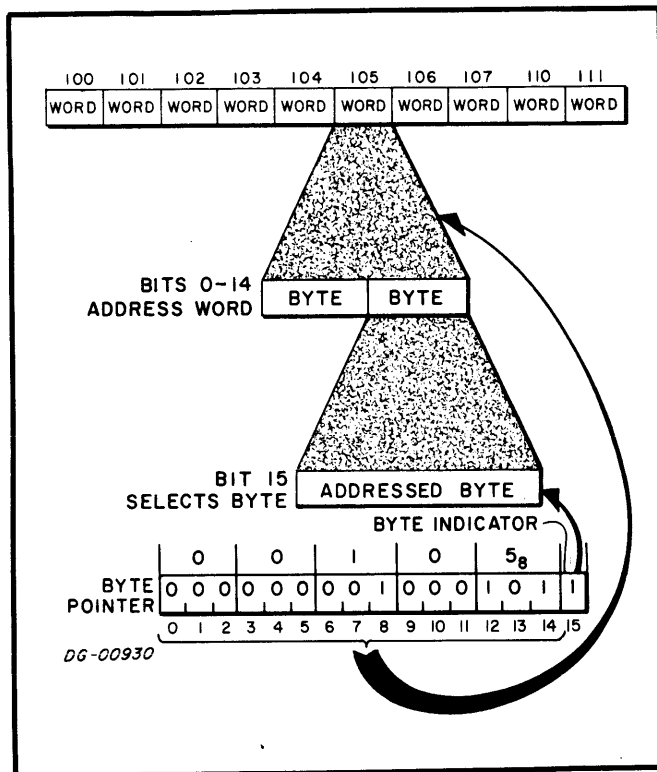 100 101 102 103 104 105 106 107 110 111
WORD WORD WORD WORD WORD WORD WORD WORD WORD WORD
BITS 0-14
ADDRESS WORD
BYTE BYTE
BIT 15
SELECTS BYTE
ADDRESSED BYTE
BYTE INDICATOR
0 0 1 0 5₈
BYTE
POINTER
0 0 0 0 0 0 0 0 1 0 0 0 1 0 1 1
0 1 2 3 4 5 6 7 8 9 10 11 12 13 14 15
DG-00930